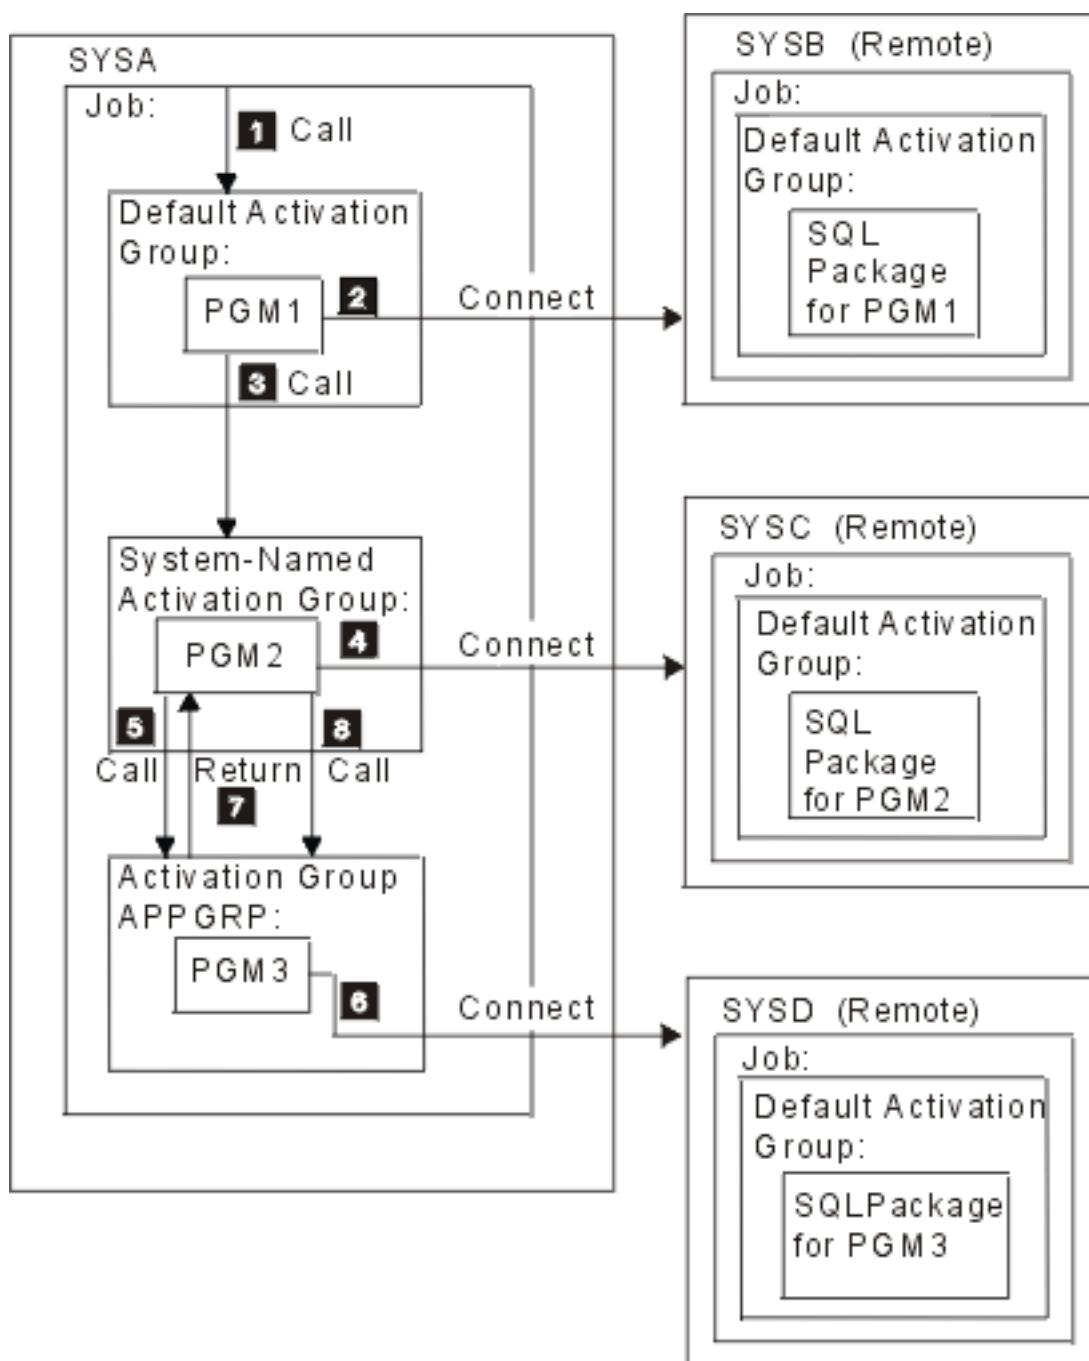 SYSA
Job:
1 Call
Default Activation
Group:
PGM1
2
Connect
3 Call
System-Named
Activation Group:
PGM2
4
Connect
5
8
Call
Return
Call
7
Activation Group
APPGRP:
PGM3
6
Connect
SYSB (Remote)
Job:
Default Activation
Group:
SQL
Package
for PGM1
SYSC (Remote)
Job:
Default Activation
Group:
SQL
Package
for PGM2
SYSD (Remote)
Job:
Default Activation
Group:
SQLPackage
for PGM3